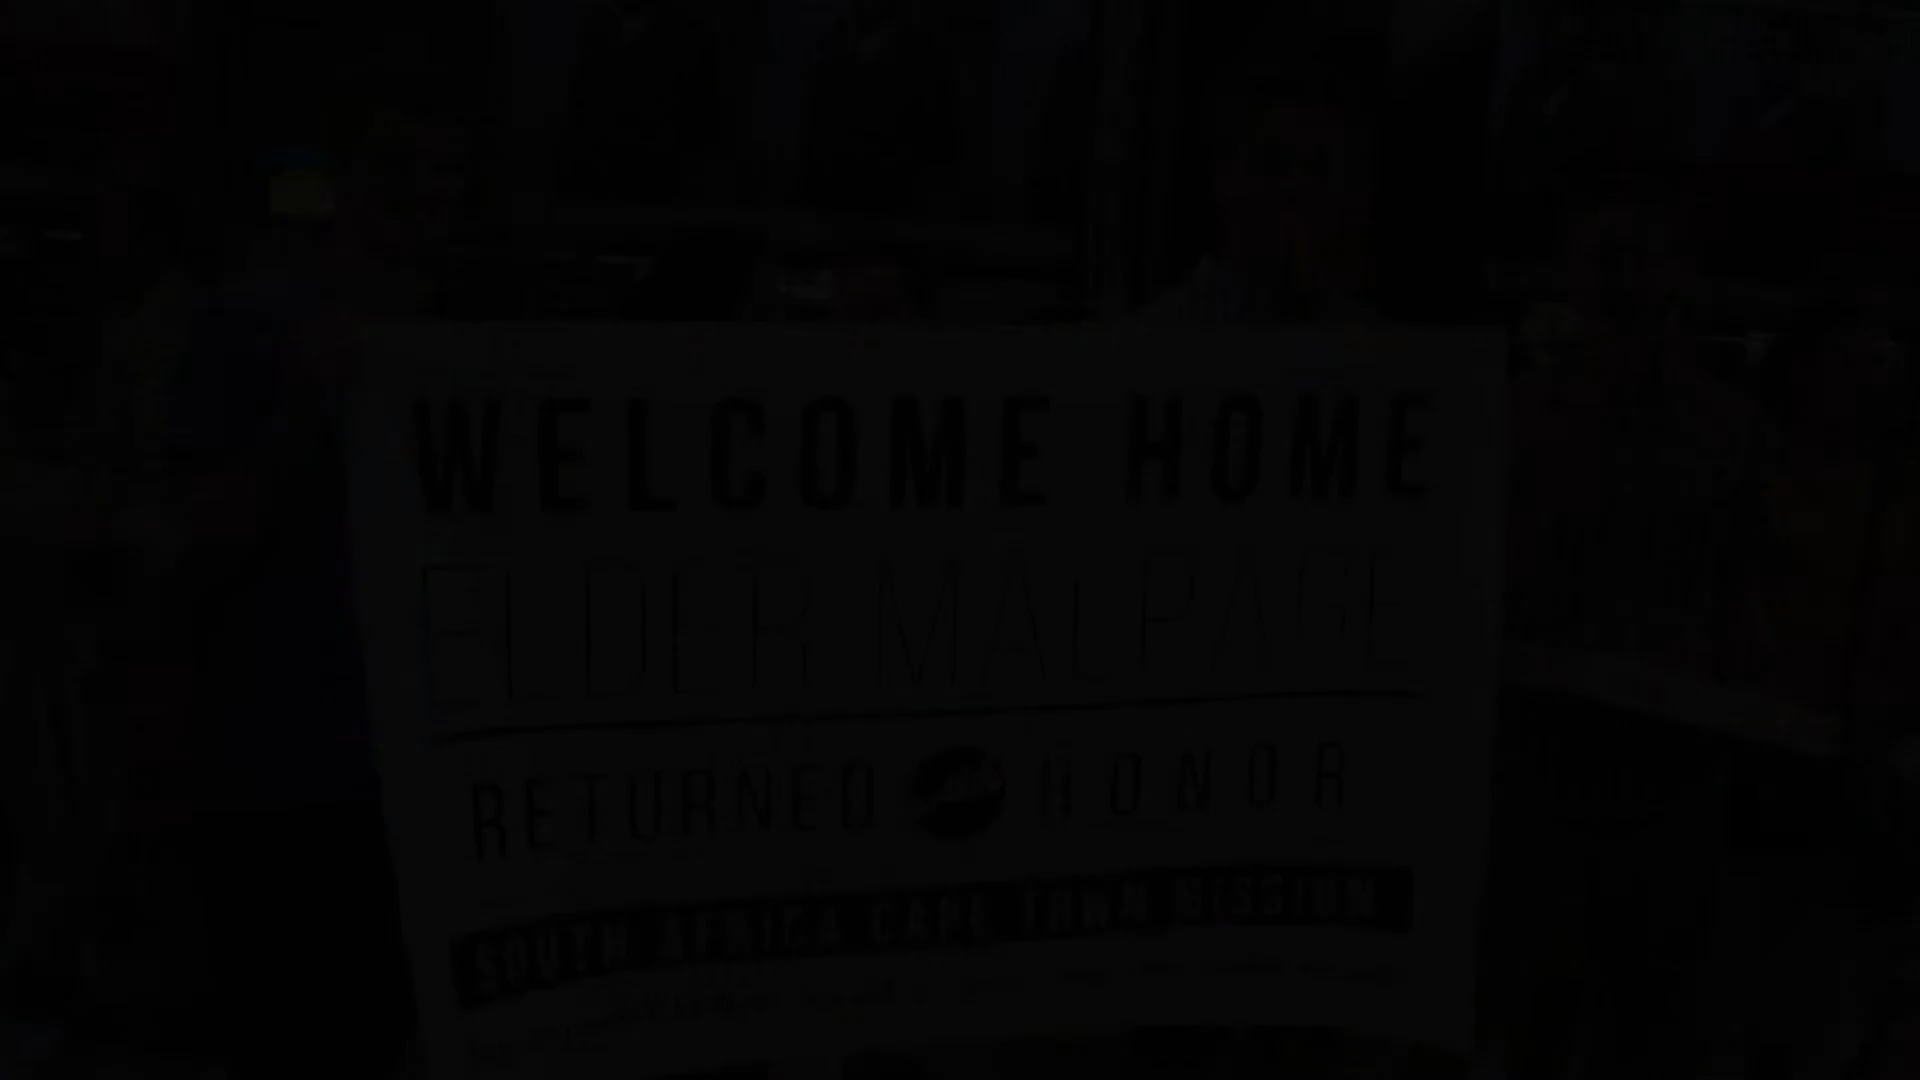 WELCOME HOME
ELDER MALPAGE
RETURNED HONOR
SOUTH AFRICA CAPE TOWN MISSION